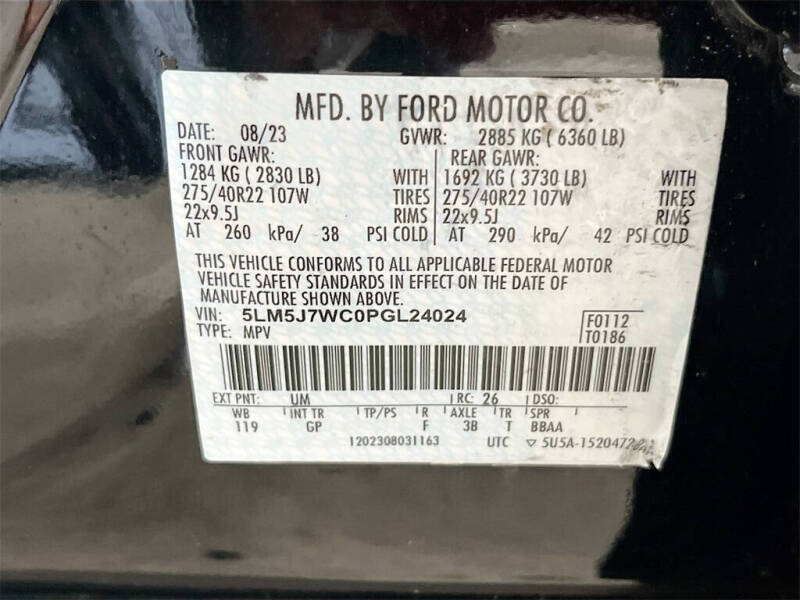 MFD. BY FORD MOTOR CO.
DATE: 08/23 GVWR: 2885 KG ( 6360 LB)
FRONT GAWR: REAR GAWR:
1284 KG ( 2830 LB) WITH 1692 KG ( 3730 LB) WITH
275/40R22 107W TIRES 275/40R22 107W TIRES
22x9.5J RIMS 22x9.5J RIMS
AT 260 kPa/ 38 PSI COLD AT 290 kPa/ 42 PSI COLD
THIS VEHICLE CONFORMS TO ALL APPLICABLE FEDERAL MOTOR
VEHICLE SAFETY STANDARDS IN EFFECT ON THE DATE OF
MANUFACTURE SHOWN ABOVE.
VIN: 5LM5J7WC0PGL24024 F0112
TYPE: MPV T0186
EXT PNT: UM RC: 26 DSO:
WB INT TR TP/PS R AXLE TR SPR
119 GP F 3B T BBAA
1202308031163 UTC ▽